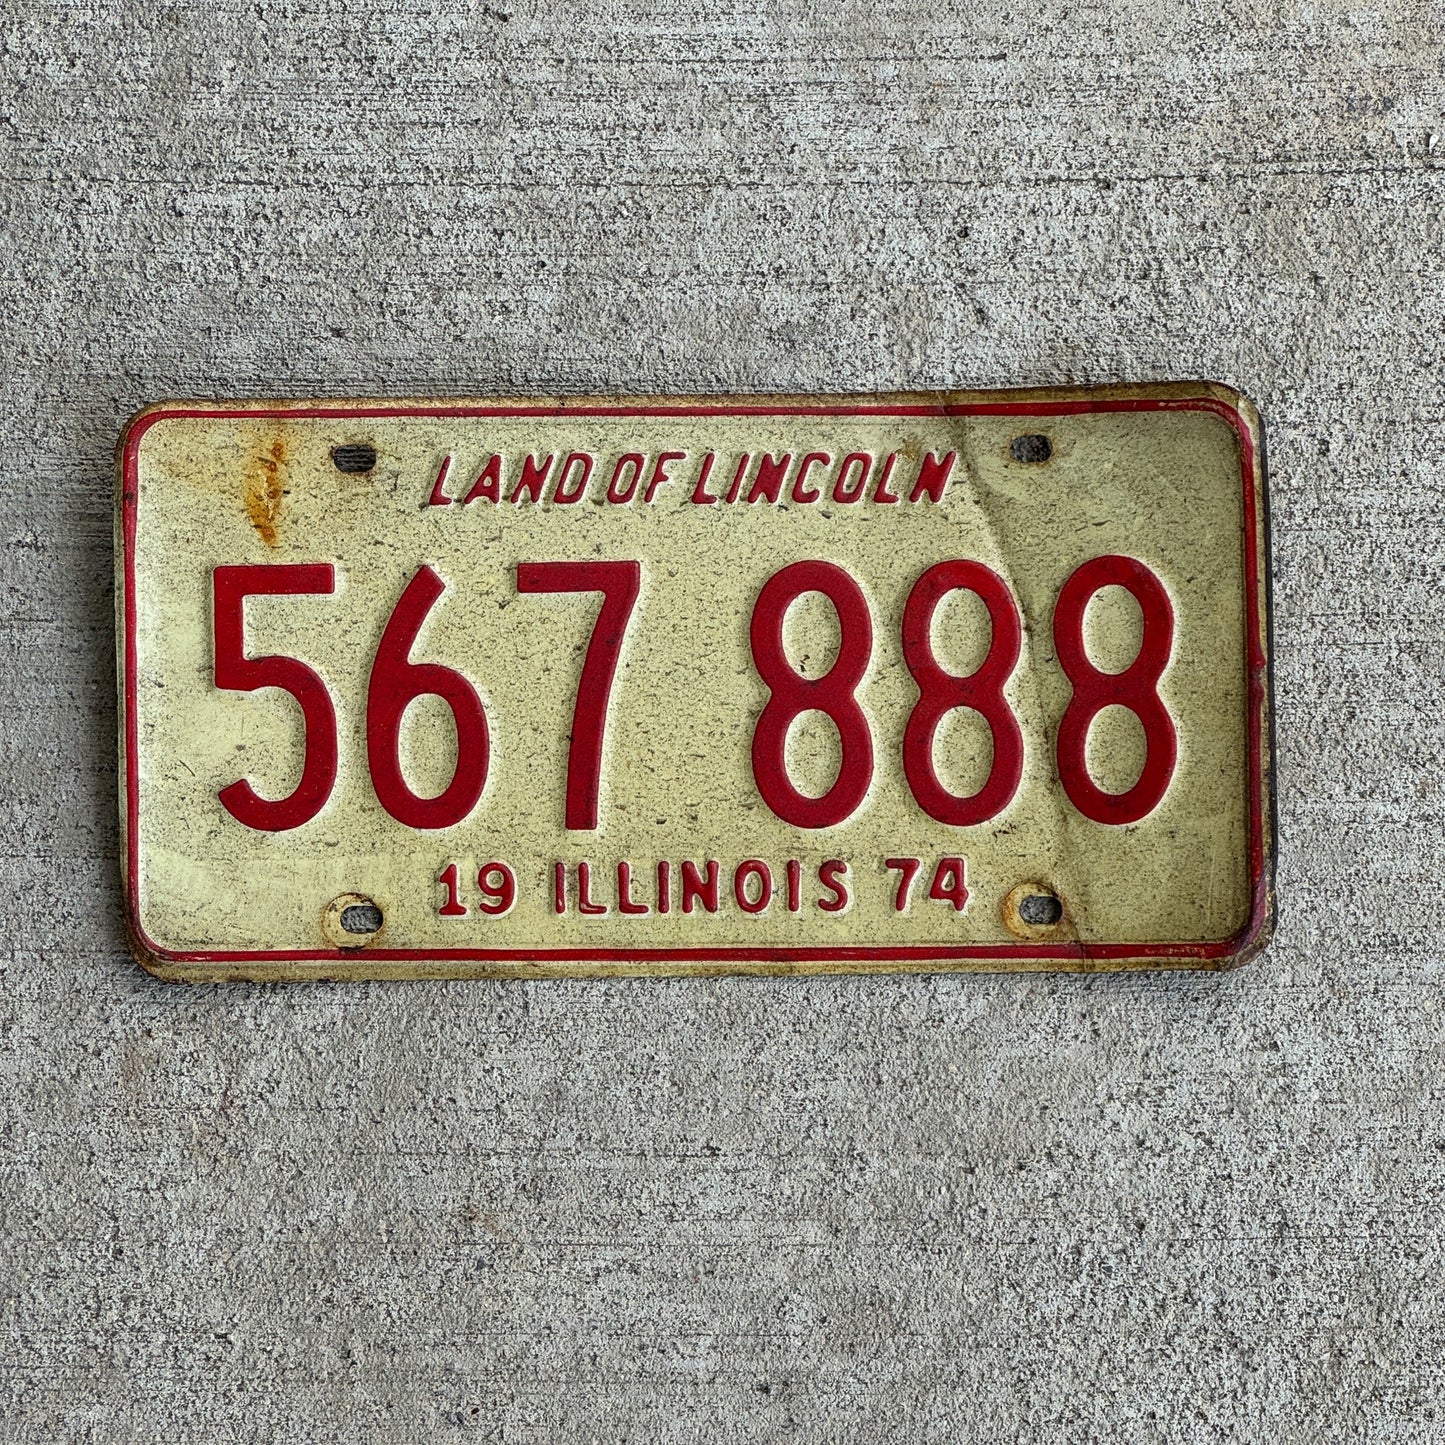 LAND OF LINCOLN
567 888
19 ILLINOIS 74